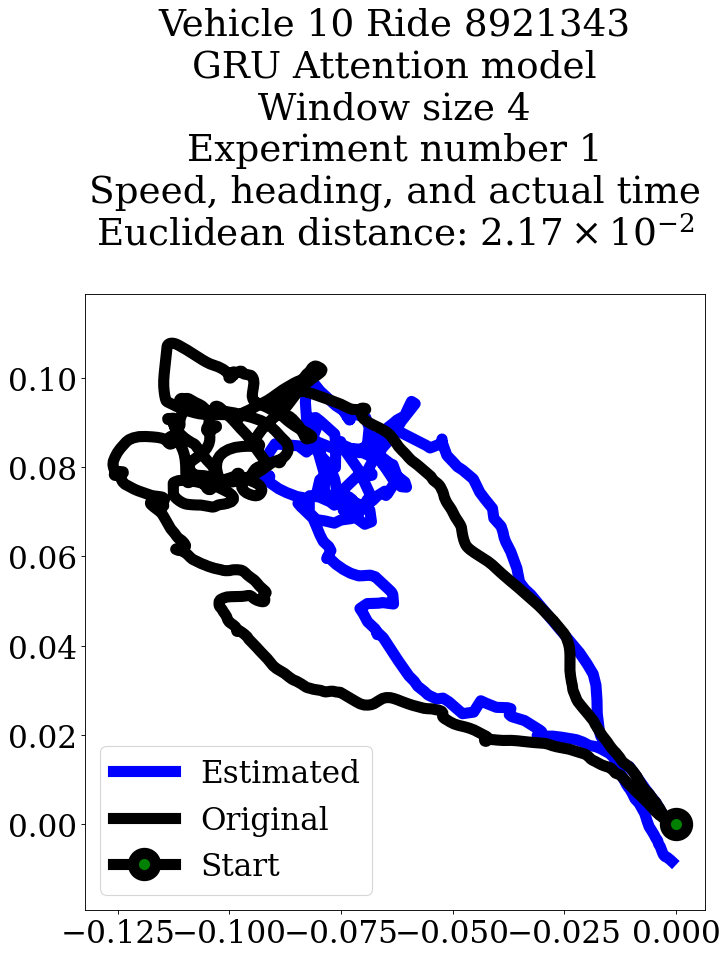 Vehicle 10 Ride 8921343
GRU Attention model
Window size 4
Experiment number 1
Speed, heading, and actual time
Euclidean distance: 2.17 × 10⁻²
0.10
0.08
0.06
0.04
0.02
0.00
Estimated
Original
Start
−0.125 −0.100 −0.075 −0.050 −0.025 0.000